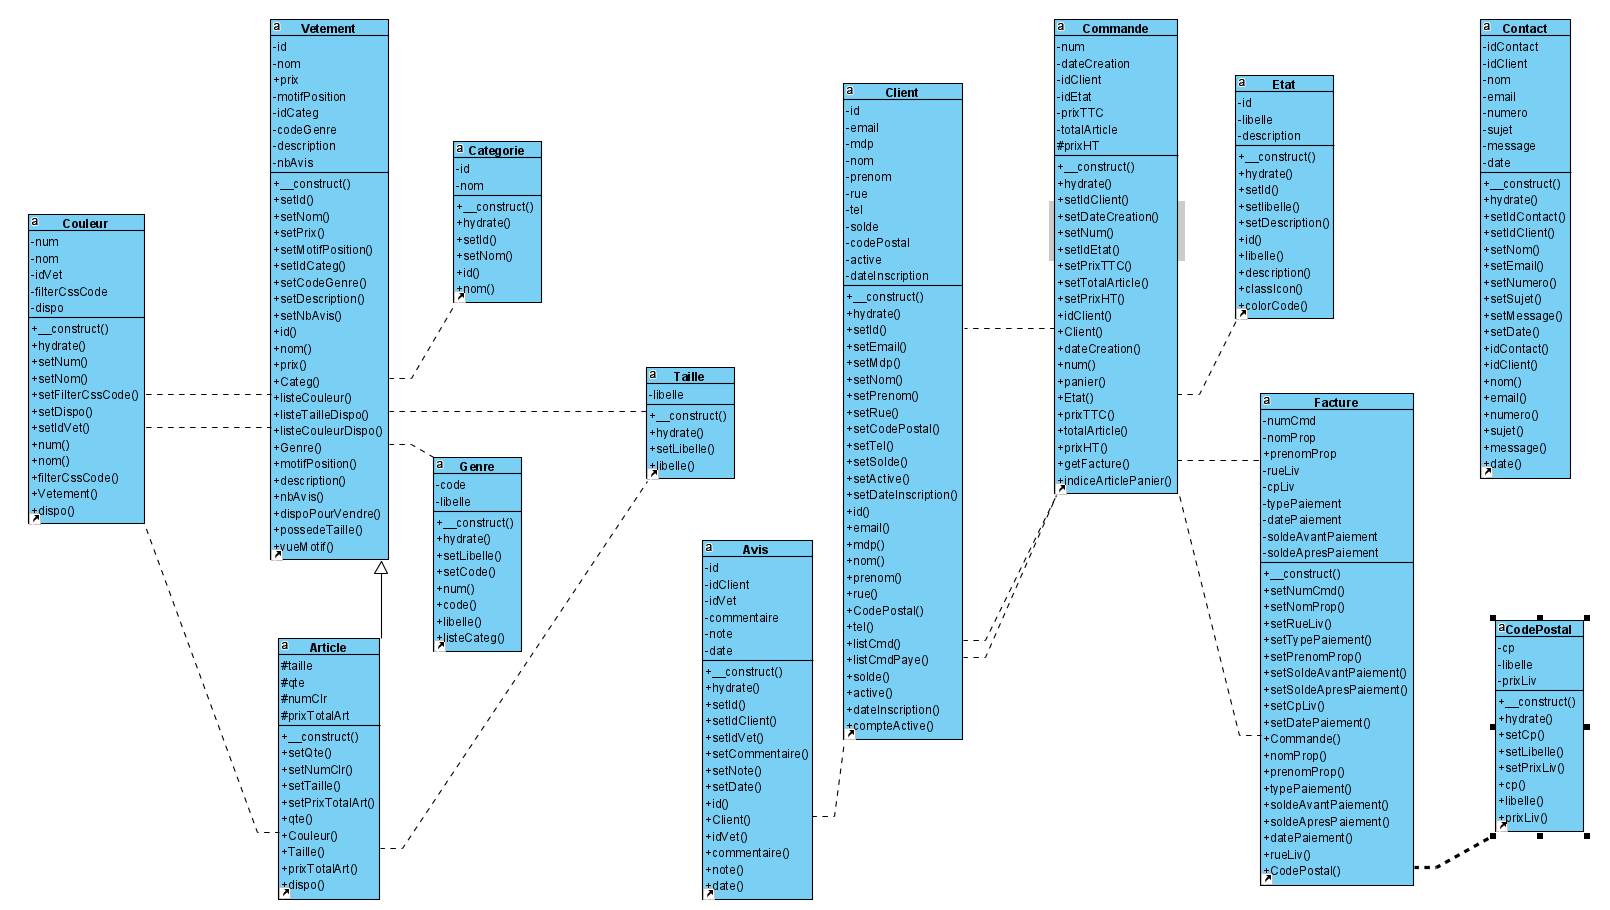 a
Vetement
-id
-nom
+prix
-motifPosition
-idCateg
-codeGenre
-description
-nbAvis
+__construct()
+setId()
+setNom()
+setPrix()
+setMotifPosition()
+setIdCateg()
+setCodeGenre()
+setDescription()
+setNbAvis()
+id()
+nom()
+prix()
+Categ()
+listeCouleur()
+listeTailleDispo()
+listeCouleurDispo()
+Genre()
+motifPosition()
+description()
+nbAvis()
+dispoPourVendre()
+possedeTaille()
+vueMotif()
a
Couleur
-num
-nom
-idVet
-filterCssCode
-dispo
+__construct()
+hydrate()
+setNum()
+setNom()
+setFilterCssCode()
+setDispo()
+setIdVet()
+num()
+nom()
+filterCssCode()
+Vetement()
+dispo()
a
Categorie
-id
-nom
+__construct()
+hydrate()
+setId()
+setNom()
+id()
+nom()
a
Taille
-libelle
+__construct()
+hydrate()
+setLibelle()
+libelle()
a
Genre
-code
-libelle
+__construct()
+hydrate()
+setLibelle()
+setCode()
+num()
+code()
+libelle()
+listeCateg()
a
Article
#taille
#qte
#numClr
#prixTotalArt
+__construct()
+setQte()
+setNumClr()
+setTaille()
+setPrixTotalArt()
+qte()
+Couleur()
+Taille()
+prixTotalArt()
+dispo()
a
Avis
-id
-idClient
-idVet
-commentaire
-note
-date
+__construct()
+hydrate()
+setId()
+setIdClient()
+setIdVet()
+setCommentaire()
+setNote()
+setDate()
+id()
+Client()
+idVet()
+commentaire()
+note()
+date()
a
Client
-id
-email
-mdp
-nom
-prenom
-rue
-tel
-solde
-codePostal
-active
-dateInscription
+__construct()
+hydrate()
+setId()
+setEmail()
+setMdp()
+setNom()
+setPrenom()
+setRue()
+setCodePostal()
+setTel()
+setSolde()
+setActive()
+setDateInscription()
+id()
+email()
+mdp()
+nom()
+prenom()
+rue()
+CodePostal()
+tel()
+listCmd()
+listCmdPaye()
+solde()
+active()
+dateInscription()
+compteActive()
a
Commande
-num
-dateCreation
-idClient
-idEtat
-prixTTC
-totalArticle
#prixHT
+__construct()
+hydrate()
+setIdClient()
+setDateCreation()
+setNum()
+setIdEtat()
+setPrixTTC()
+setTotalArticle()
+setPrixHT()
+idClient()
+Client()
+dateCreation()
+num()
+panier()
+Etat()
+prixTTC()
+totalArticle()
+prixHT()
+getFacture()
+indiceArticlePanier()
a
Etat
-id
-libelle
-description
+__construct()
+hydrate()
+setId()
+setlibelle()
+setDescription()
+id()
+libelle()
+description()
+classIcon()
+colorCode()
a
Facture
-numCmd
-nomProp
+prenomProp
-rueLiv
-cpLiv
-typePaiement
-datePaiement
-soldeAvantPaiement
-soldeApresPaiement
+__construct()
+setNumCmd()
+setNomProp()
+setRueLiv()
+setTypePaiement()
+setPrenomProp()
+setSoldeAvantPaiement()
+setSoldeApresPaiement()
+setCpLiv()
+setDatePaiement()
+Commande()
+nomProp()
+prenomProp()
+typePaiement()
+soldeAvantPaiement()
+soldeApresPaiement()
+datePaiement()
+rueLiv()
+CodePostal()
a
Contact
-idContact
-idClient
-nom
-email
-numero
-sujet
-message
-date
+__construct()
+hydrate()
+setIdContact()
+setIdClient()
+setNom()
+setEmail()
+setNumero()
+setSujet()
+setMessage()
+setDate()
+idContact()
+idClient()
+nom()
+email()
+numero()
+sujet()
+message()
+date()
a
CodePostal
-cp
-libelle
-prixLiv
+__construct()
+hydrate()
+setCp()
+setLibelle()
+setPrixLiv()
+cp()
+libelle()
+prixLiv()